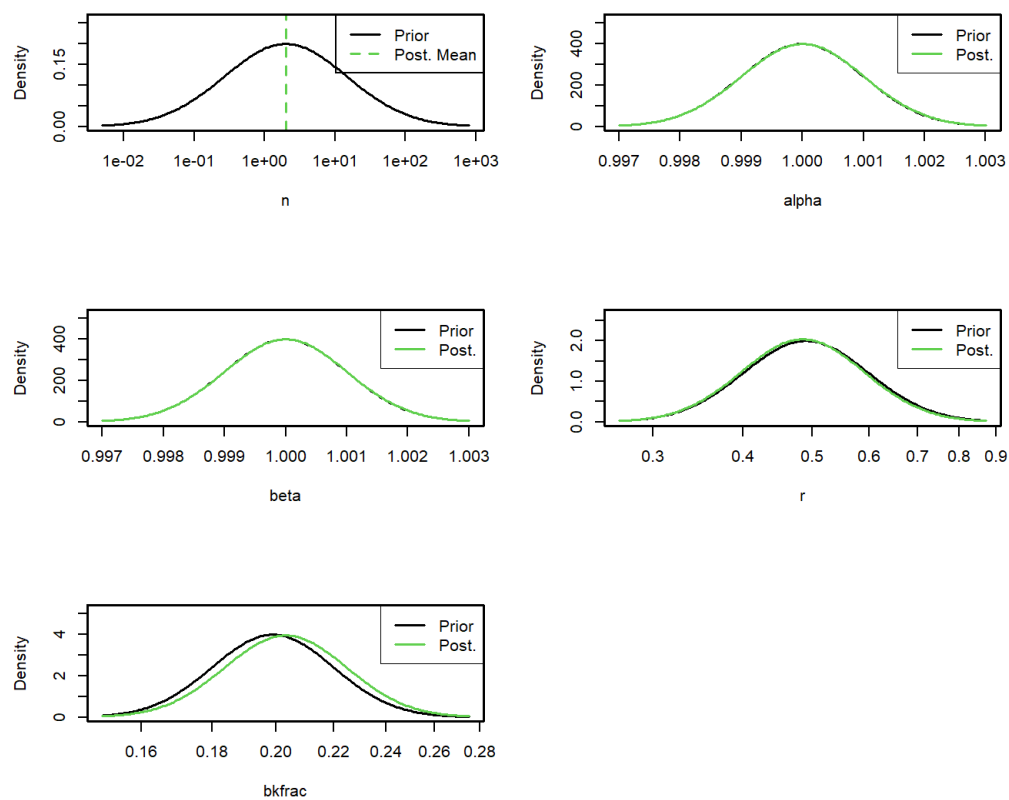 Density
0.00 0.15
Prior
Post. Mean
1e-02 1e-01 1e+00 1e+01 1e+02 1e+03
n
Density
0 200 400
Prior
Post.
0.997 0.998 0.999 1.000 1.001 1.002 1.003
alpha
Density
0 200 400
Prior
Post.
0.997 0.998 0.999 1.000 1.001 1.002 1.003
beta
Density
0.0 1.0 2.0
Prior
Post.
0.3 0.4 0.5 0.6 0.7 0.8 0.9
r
Density
0 2 4
Prior
Post.
0.16 0.18 0.20 0.22 0.24 0.26 0.28
bkfrac